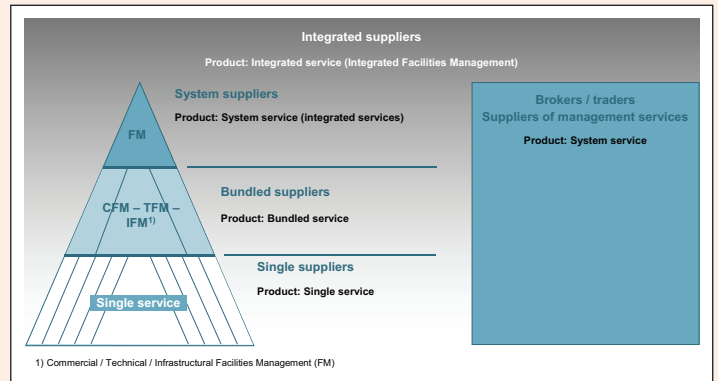 Integrated suppliers
Product: Integrated service (Integrated Facilities Management)
System suppliers
Product: System service (integrated services)
FM
Bundled suppliers
Product: Bundled service
CFM – TFM –
IFM1)
Single suppliers
Product: Single service
Single service
Brokers / traders
Suppliers of management services
Product: System service
1) Commercial / Technical / Infrastructural Facilities Management (FM)